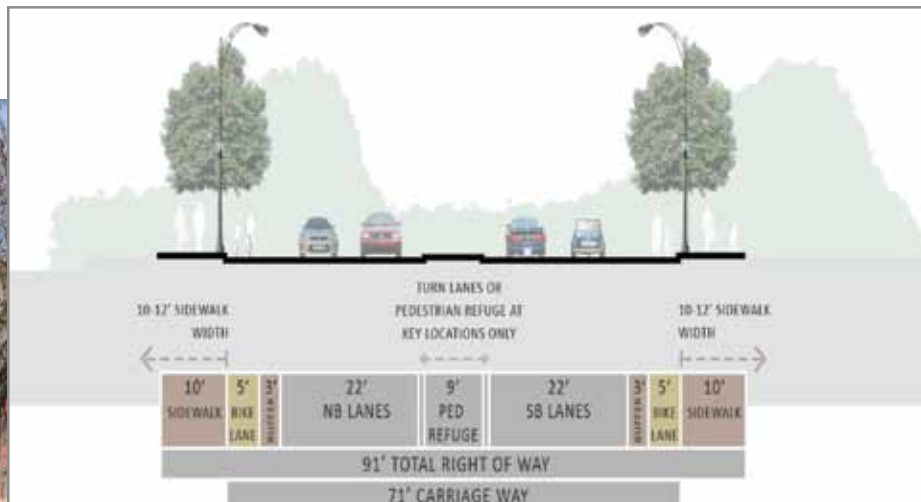 TURN LANES OR
PEDESTRIAN REFUGE AT
KEY LOCATIONS ONLY
10-12' SIDEWALK
WIDTH
10-12' SIDEWALK
WIDTH
10'
SIDEWALK
5'
BIKE
LANE
3'
BUFFER
22'
NB LANES
9'
PED
REFUGE
22'
SB LANES
3'
BUFFER
5'
BIKE
LANE
10'
SIDEWALK
91' TOTAL RIGHT OF WAY
71' CARRIAGE WAY